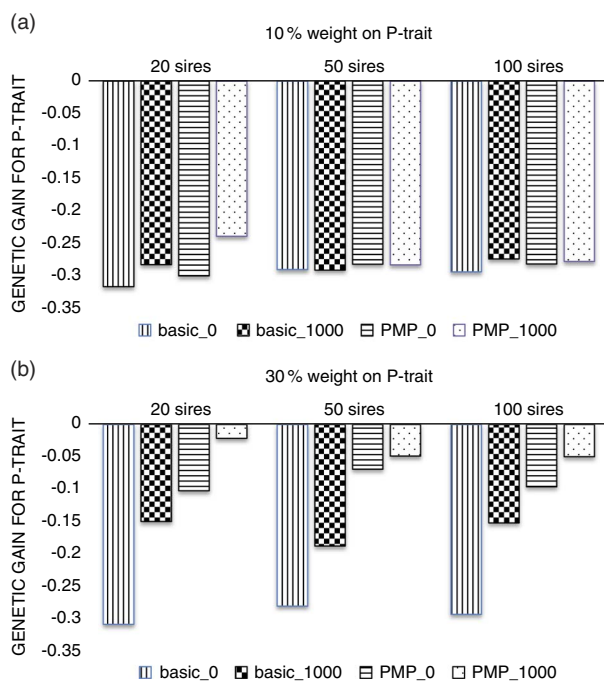 (a)
10 % weight on P-trait
20 sires 50 sires 100 sires
GENETIC GAIN FOR P-TRAIT
0
-0.05
-0.1
-0.15
-0.2
-0.25
-0.3
-0.35
basic_0 basic_1000 PMP_0 PMP_1000
(b)
30 % weight on P-trait
20 sires 50 sires 100 sires
GENETIC GAIN FOR P-TRAIT
0
-0.05
-0.1
-0.15
-0.2
-0.25
-0.3
-0.35
basic_0 basic_1000 PMP_0 PMP_1000